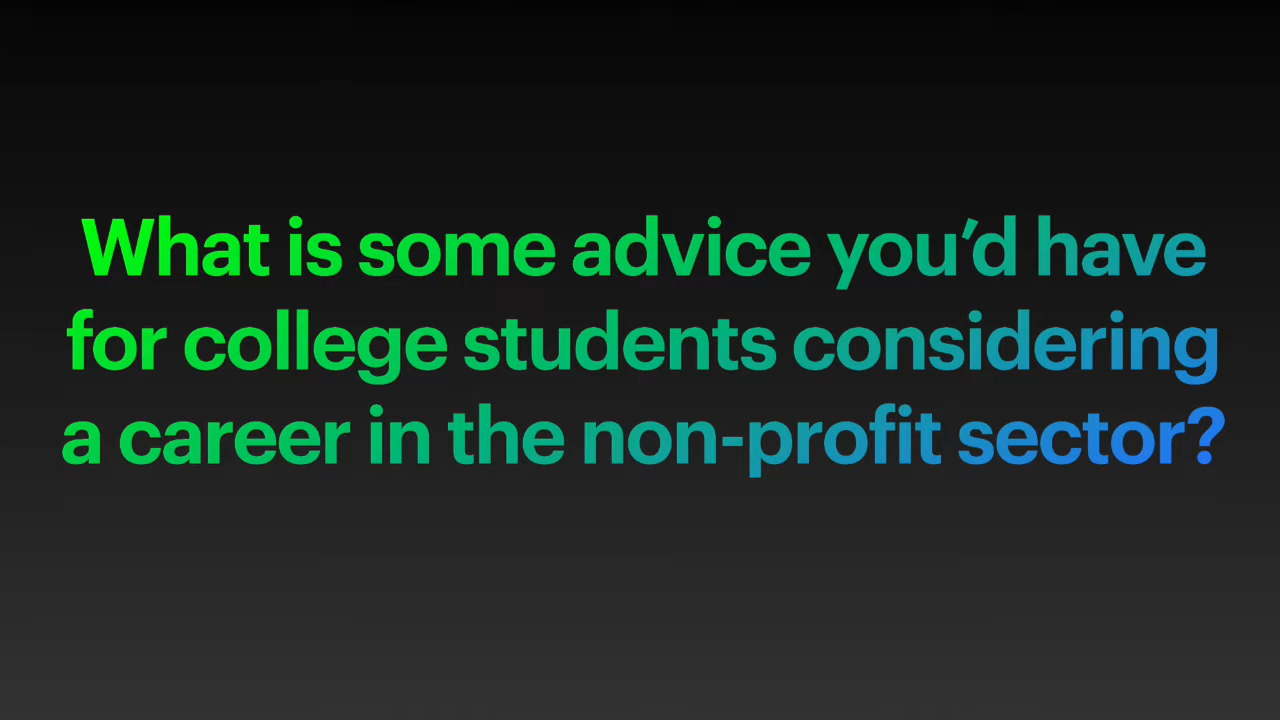 What is some advice you’d have
for college students considering
a career in the non-profit sector?